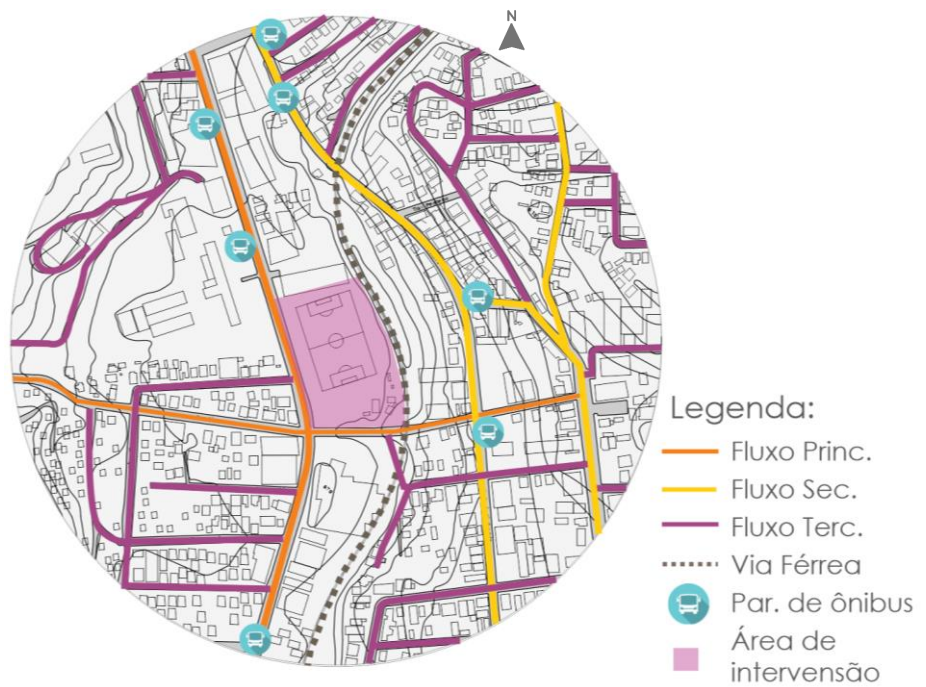 N
Legenda:
Fluxo Princ.
Fluxo Sec.
Fluxo Terc.
Via Férrea
Par. de ônibus
Área de
intervensão